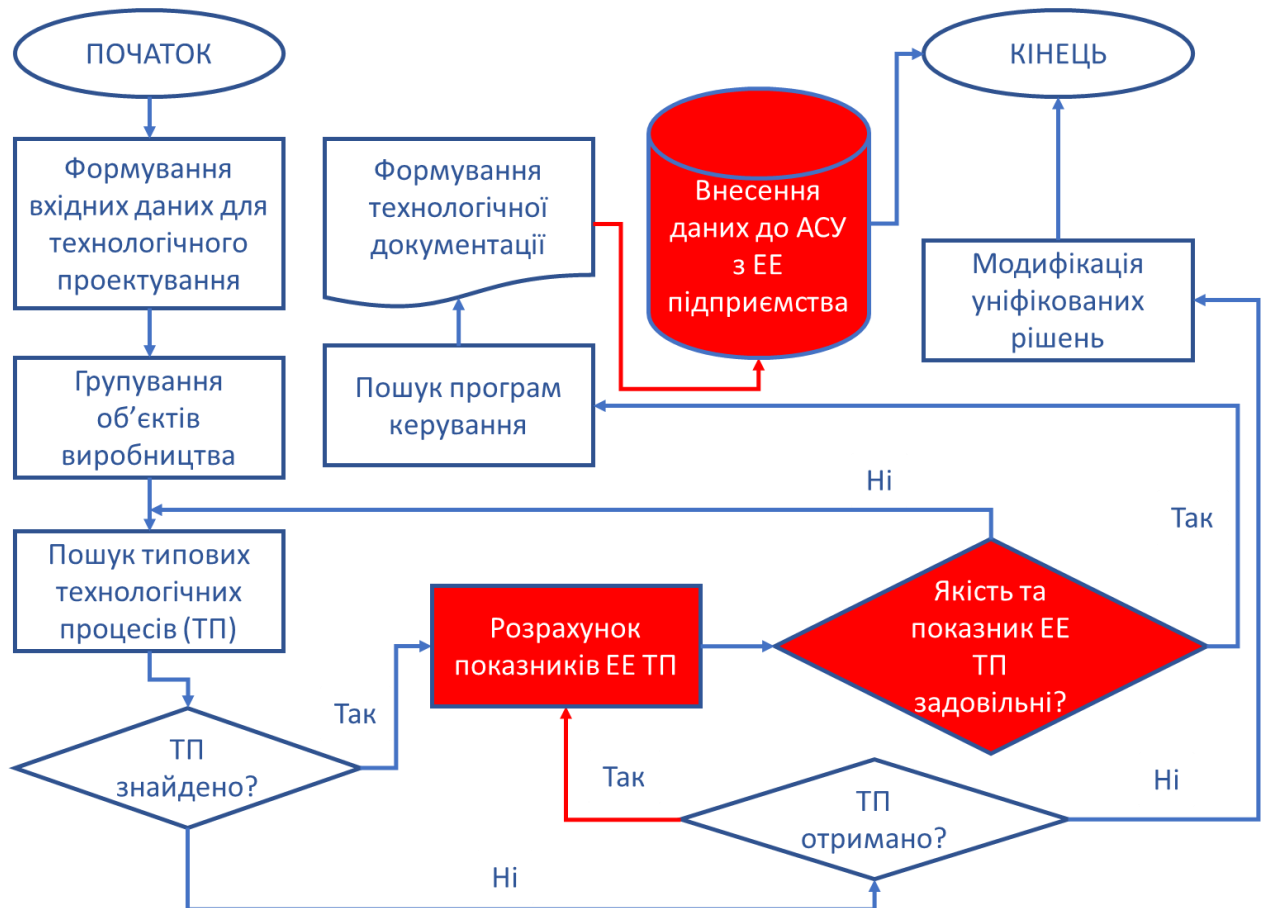 ПОЧАТОК
КІНЕЦЬ
Формування
вхідних даних для
технологічного
проектування
Формування
технологічної
документації
Внесення
даних до АСУ
з ЕЕ
підприємства
Модифікація
уніфікованих
рішень
Групування
об’єктів
виробництва
Пошук програм
керування
Ні
Так
Пошук типових
технологічних
процесів (ТП)
Розрахунок
показників ЕЕ ТП
Якість та
показник ЕЕ
ТП
задовільні?
Так
ТП
знайдено?
Так
ТП
отримано?
Ні
Ні